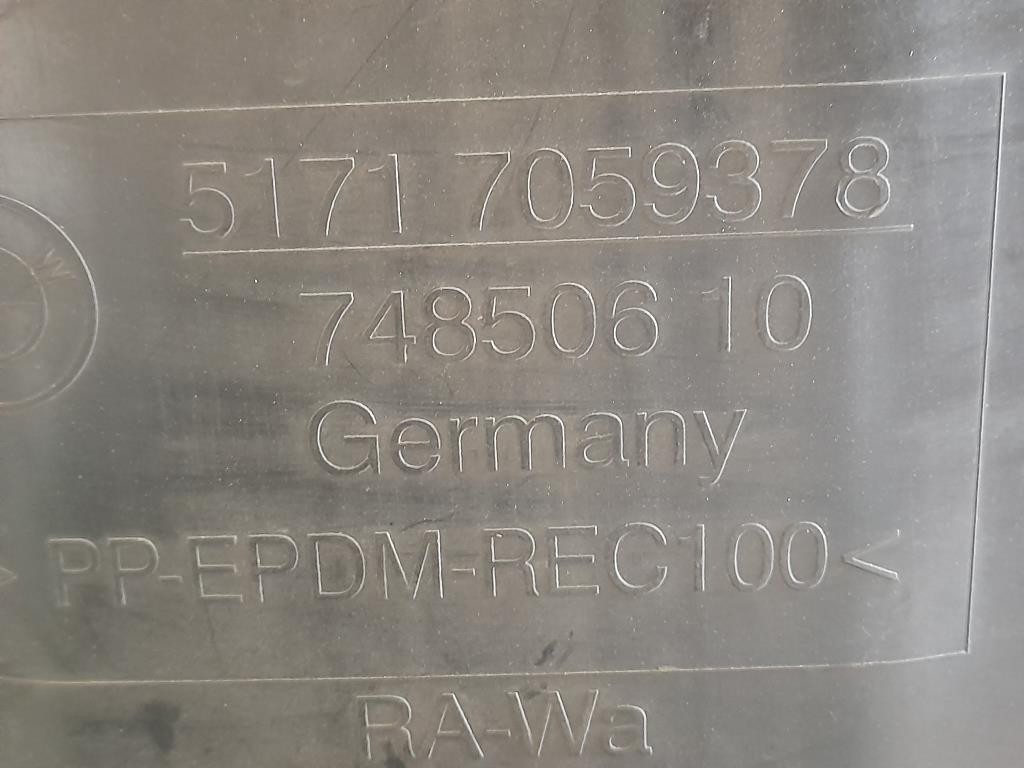 W
5171 7059378
748506 10
Germany
>PP-EPDM-REC100<
RA-Wa